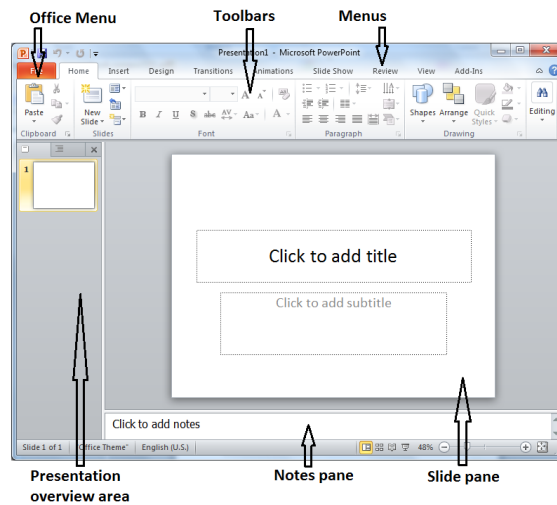 Office Menu Toolbars Menus
Presentation1 - Microsoft PowerPoint
File Home Insert Design Transitions Animations Slide Show Review View Add-Ins
Paste New Slide Shapes Arrange Quick Styles Editing
B I U S abe AV Aa A
Clipboard Slides Font Paragraph Drawing
1
Click to add title
Click to add subtitle
Click to add notes
Slide 1 of 1 "Office Theme" English (U.S.) 48%
Presentation
overview area
Notes pane
Slide pane